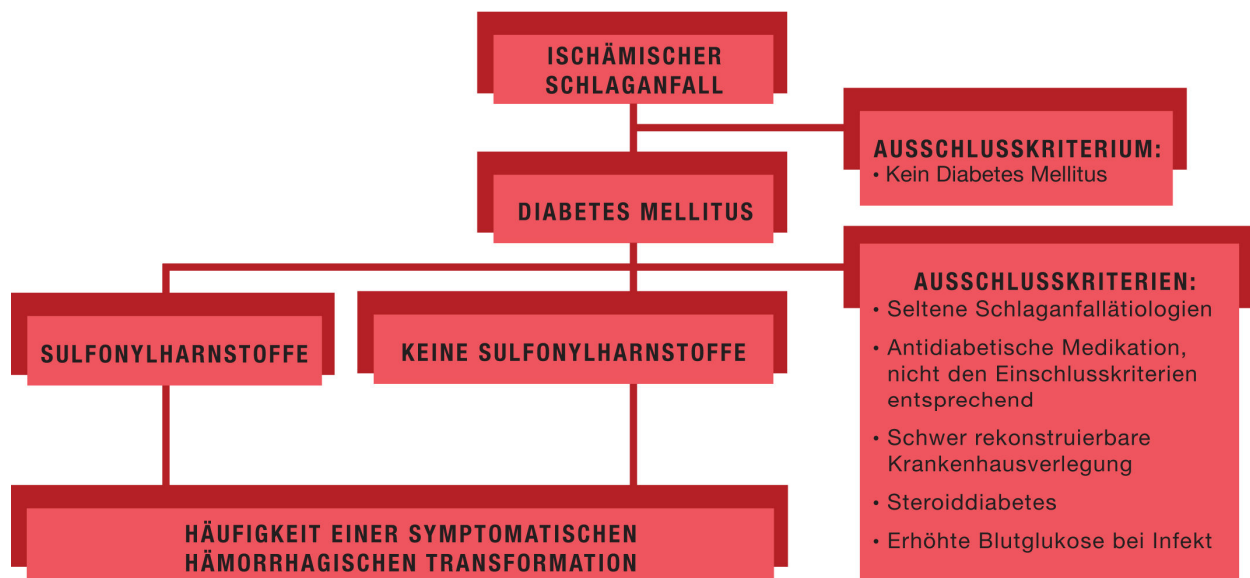 ISCHÄMISCHER
SCHLAGANFALL
AUSSCHLUSSKRITERIUM:
• Kein Diabetes Mellitus
DIABETES MELLITUS
AUSSCHLUSSKRITERIEN:
• Seltene Schlaganfallätiologien
• Antidiabetische Medikation,
nicht den Einschlusskriterien
entsprechend
• Schwer rekonstruierbare
Krankenhausverlegung
• Steroiddiabetes
• Erhöhte Blutglukose bei Infekt
SULFONYLHARNSTOFFE
KEINE SULFONYLHARNSTOFFE
HÄUFIGKEIT EINER SYMPTOMATISCHEN
HÄMORRHAGISCHEN TRANSFORMATION